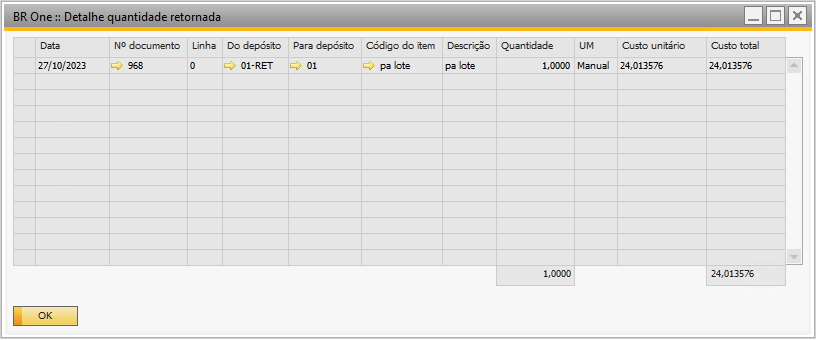 BR One :: Detalhe quantidade retornada
Data Nº documento Linha Do depósito Para depósito Código do item Descrição Quantidade UM Custo unitário Custo total
27/10/2023 968 0 01-RET 01 pa lote pa lote 1,0000 Manual 24,013576 24,013576
1,0000 24,013576
OK